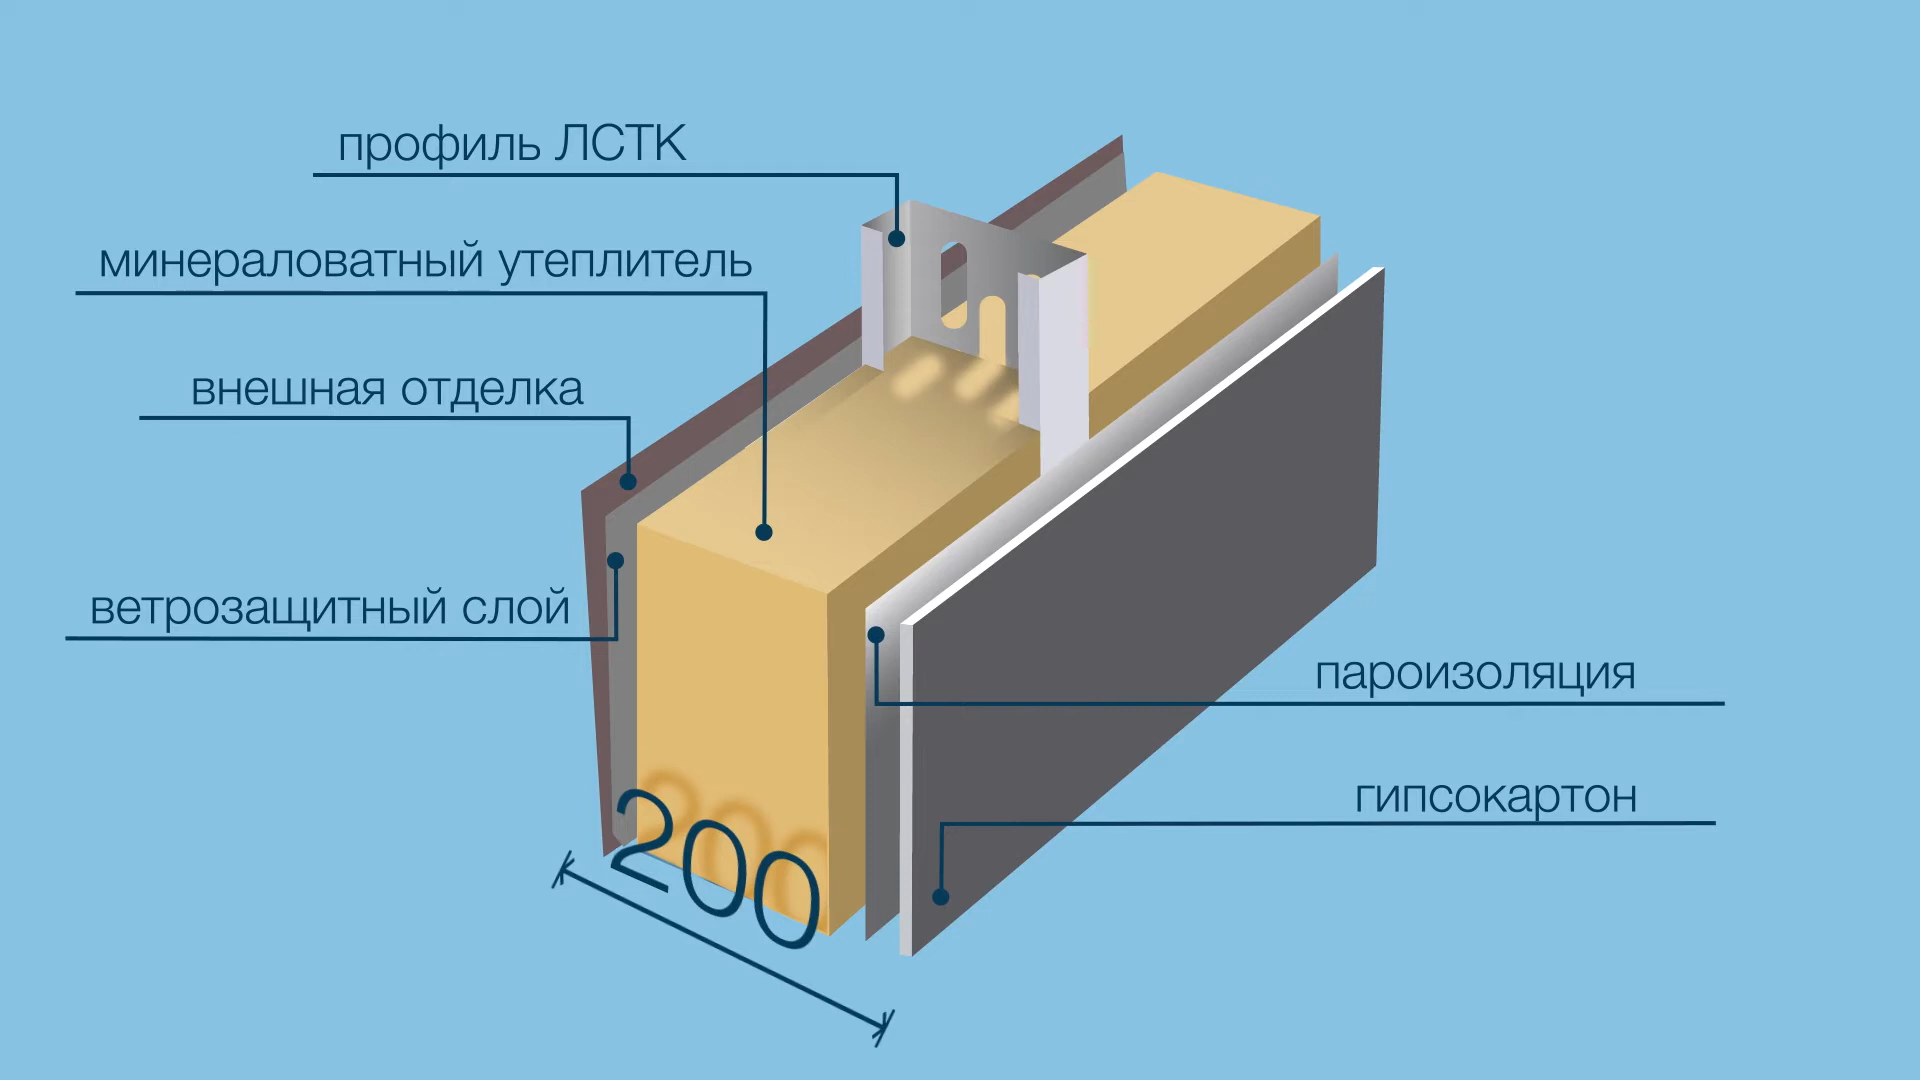 профиль ЛСТК
минераловатный утеплитель
внешная отделка
ветрозащитный слой
пароизоляция
гипсокартон
200